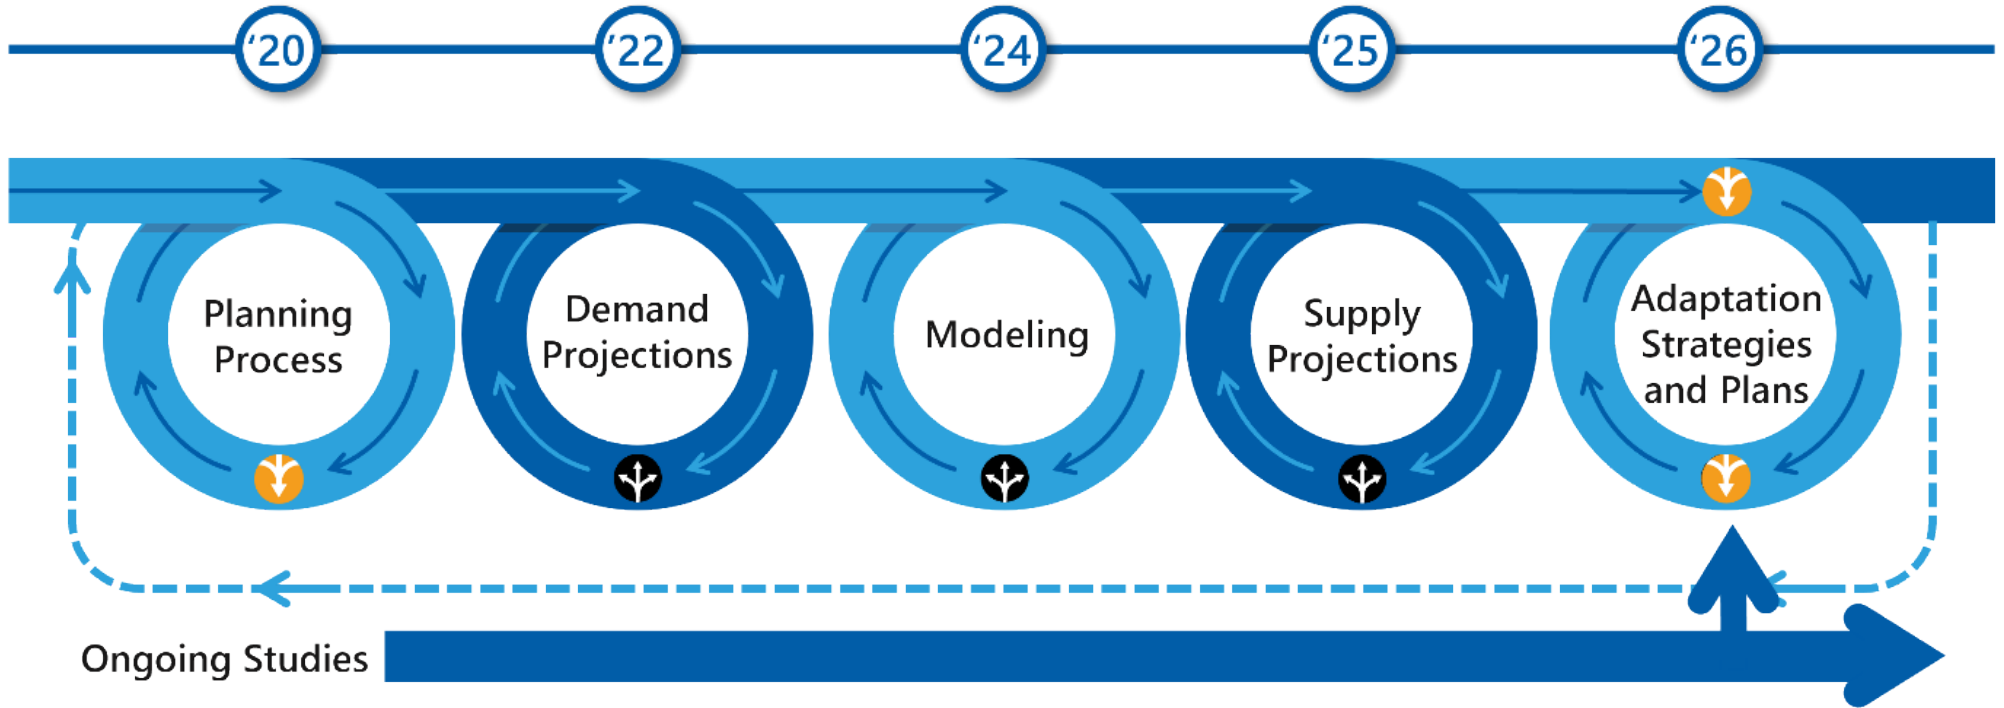 ‘20
‘22
‘24
‘25
‘26
Planning
Process
Demand
Projections
Modeling
Supply
Projections
Adaptation
Strategies
and Plans
Ongoing Studies